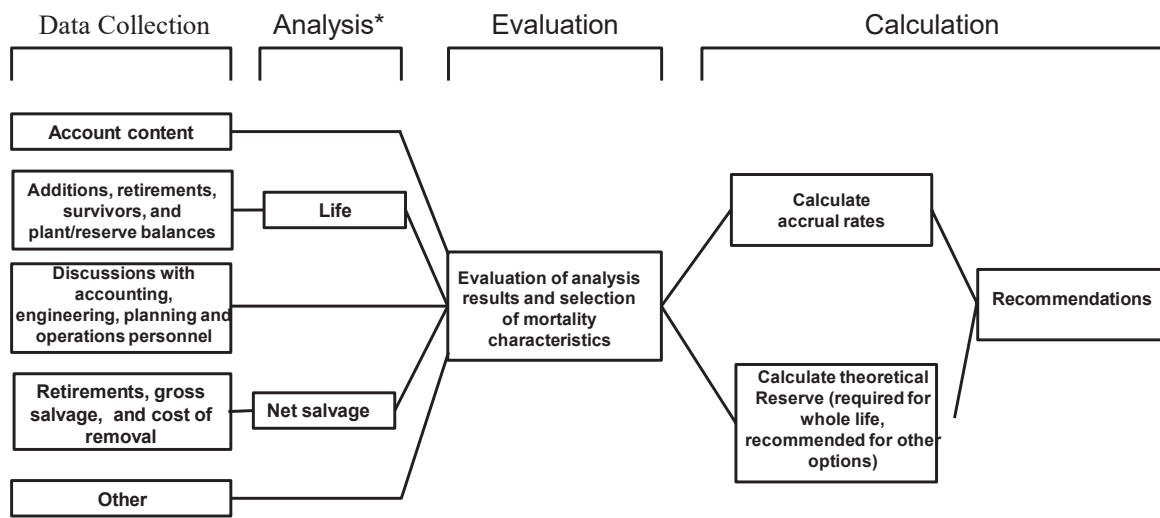 Data Collection
Analysis*
Evaluation
Calculation
Account content
Additions, retirements,
survivors, and
plant/reserve balances
Life
Discussions with
accounting,
engineering, planning and
operations personnel
Retirements, gross
salvage, and cost of
removal
Net salvage
Other
Evaluation of analysis
results and selection
of mortality
characteristics
Calculate
accrual rates
Calculate theoretical
Reserve (required for
whole life,
recommended for other
options)
Recommendations